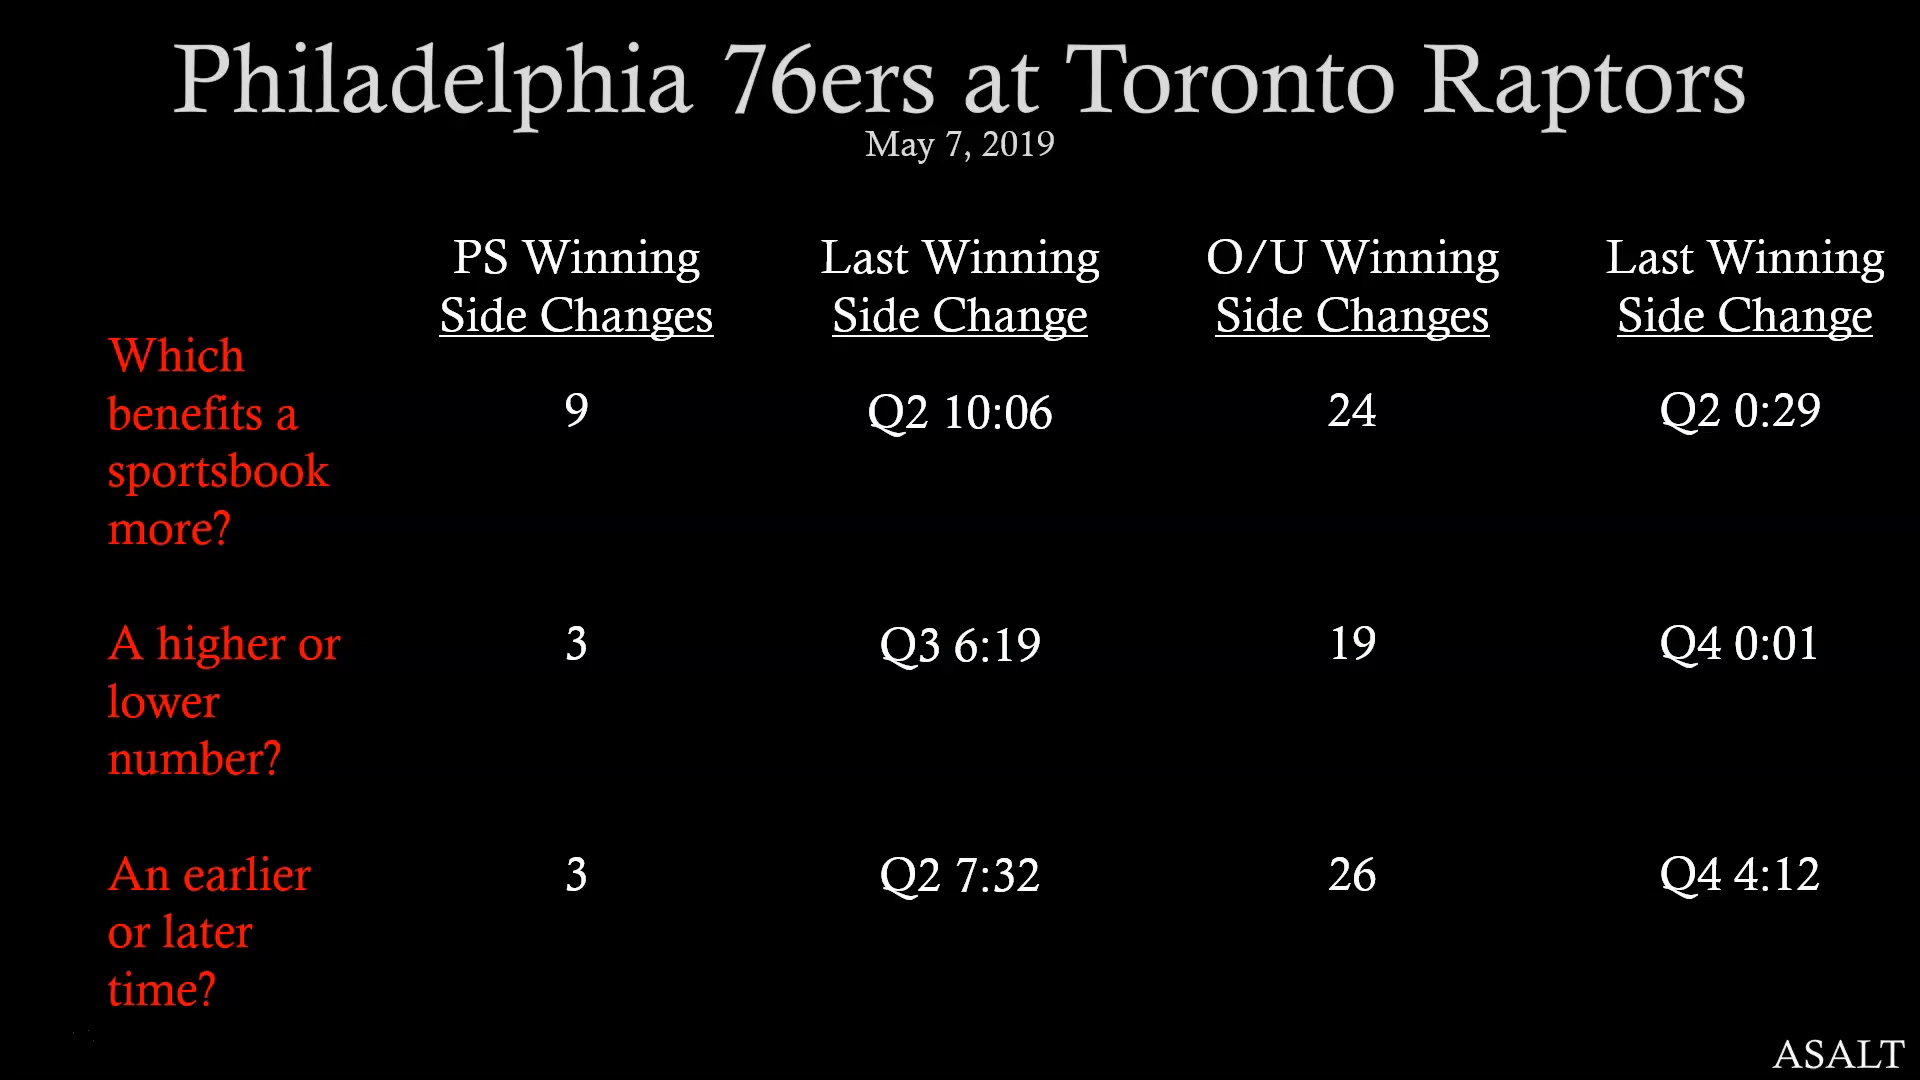 Philadelphia 76ers at Toronto Raptors
May 7, 2019
PS Winning Side Changes
Last Winning Side Change
O/U Winning Side Changes
Last Winning Side Change
Which
benefits a
sportsbook
more?
9 Q2 10:06 24 Q2 0:29
A higher or
lower
number?
3 Q3 6:19 19 Q4 0:01
An earlier
or later
time?
3 Q2 7:32 26 Q4 4:12
ASALT